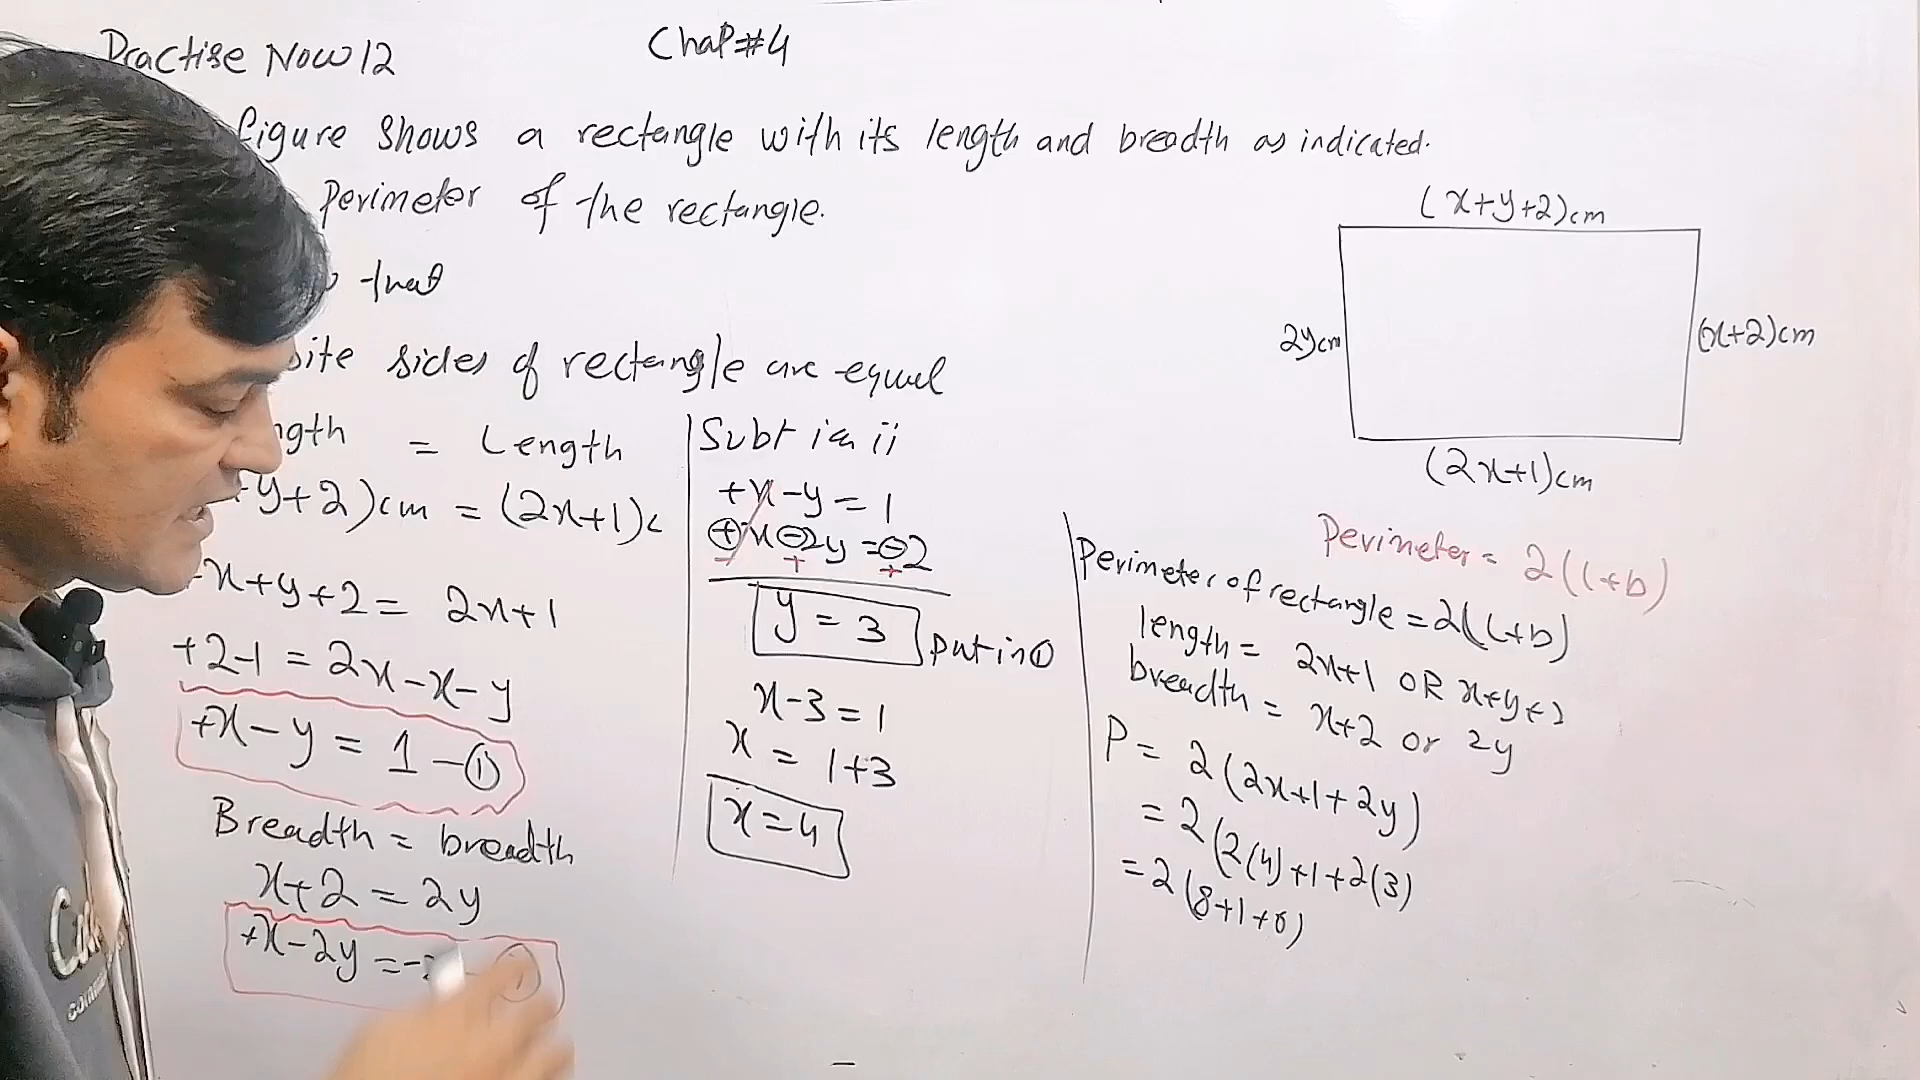 Practise Now 12
Chap#4
figure shows a rectangle with its length and breadth as indicated.
Perimeter of the rectangle.
that
site sides of rectangle are equal
ngth = Length
y+2)cm = (2x+1)c
x+y+2 = 2x+1
+2-1 = 2x-x-y
+x-y = 1 -①
Breadth = breadth
x+2 = 2y
+x-2y = -2
Subt i & ii
+x-y = 1
+x-2y = -2
- + +
y = 3 put in ①
x-3 = 1
x = 1+3
x = 4
(x+y+2)cm
2ycm
(x+2)cm
(2x+1)cm
Perimeter = 2(l+b)
Perimeter of rectangle = 2(l+b)
length = 2x+1 OR x+y+2
breadth = x+2 or 2y
P = 2(2x+1+2y)
= 2(2(4)+1+2(3)
= 2(8+1+6)